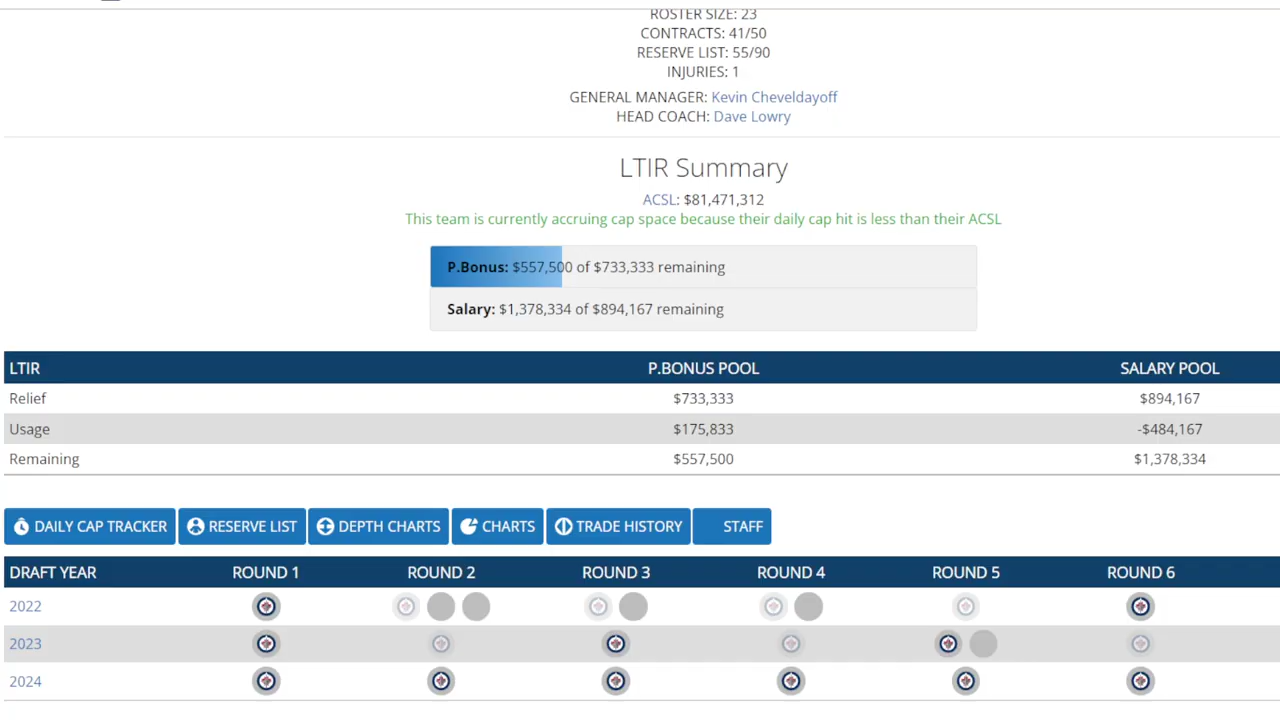 ROSTER SIZE: 23
CONTRACTS: 41/50
RESERVE LIST: 55/90
INJURIES: 1
GENERAL MANAGER: Kevin Cheveldayoff
HEAD COACH: Dave Lowry
LTIR Summary
ACSL: $81,471,312
This team is currently accruing cap space because their daily cap hit is less than their ACSL
P.Bonus: $557,500 of $733,333 remaining
Salary: $1,378,334 of $894,167 remaining
LTIR P.BONUS POOL SALARY POOL
Relief $733,333 $894,167
Usage $175,833 -$484,167
Remaining $557,500 $1,378,334
DAILY CAP TRACKER RESERVE LIST DEPTH CHARTS CHARTS TRADE HISTORY STAFF
DRAFT YEAR ROUND 1 ROUND 2 ROUND 3 ROUND 4 ROUND 5 ROUND 6
2022
2023
2024